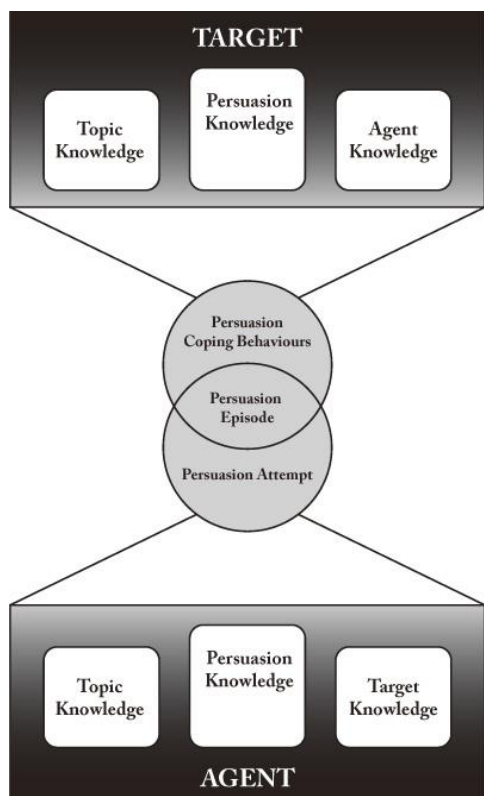 TARGET
Topic
Knowledge
Persuasion
Knowledge
Agent
Knowledge
Persuasion
Coping Behaviours
Persuasion
Episode
Persuasion Attempt
Topic
Knowledge
Persuasion
Knowledge
Target
Knowledge
AGENT